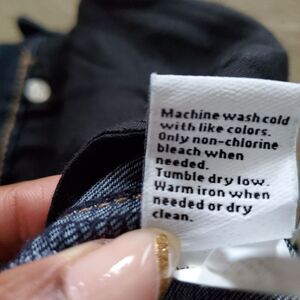 Machine wash cold
with like colors.
Only non-chlorine
bleach when
needed.
Tumble dry low.
Warm iron when
needed or dry
clean.